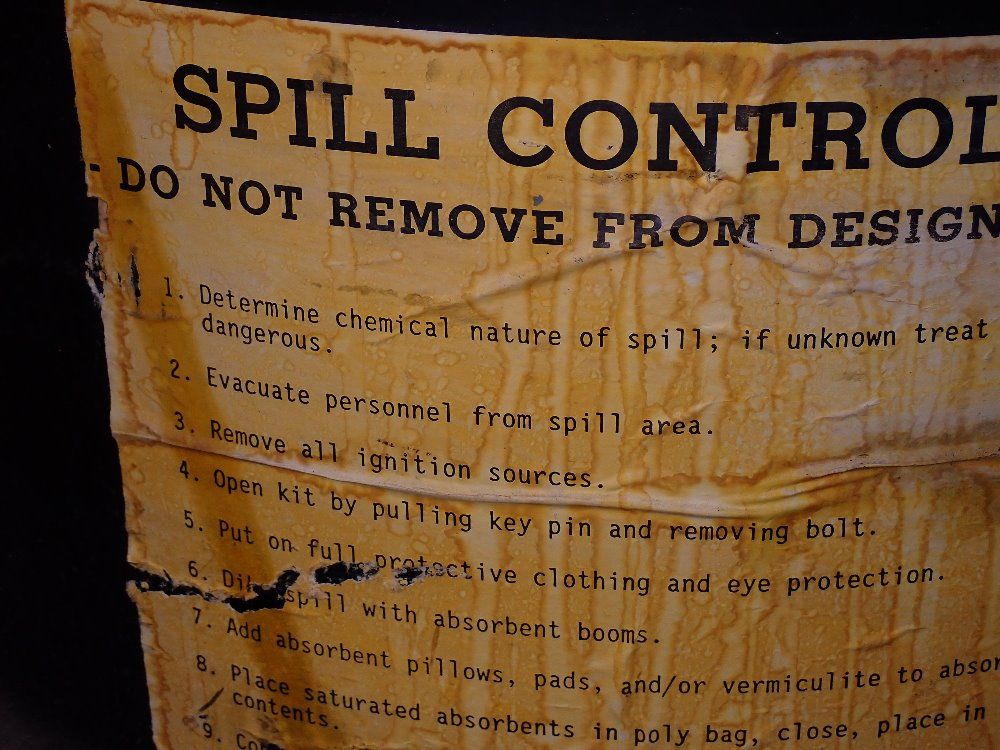 SPILL CONTROL
- DO NOT REMOVE FROM DESIGN
1. Determine chemical nature of spill; if unknown treat
dangerous.
2. Evacuate personnel from spill area.
3. Remove all ignition sources.
4. Open kit by pulling key pin and removing bolt.
5. Put on full protective clothing and eye protection.
6. spill with absorbent booms.
7. Add absorbent pillows, pads, and/or vermiculite to absor
8. Place saturated absorbents in poly bag, close, place in
contents.
9.